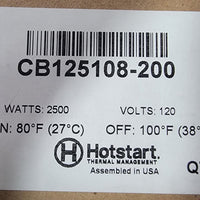 CB125108-200
WATTS: 2500 VOLTS: 120
N: 80°F (27°C) OFF: 100°F (38°
Hotstart.
THERMAL MANAGEMENT
Assembled in USA
Q